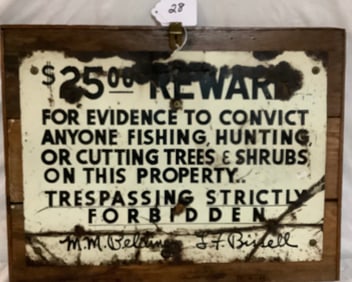 28
$25.00 REWARD
FOR EVIDENCE TO CONVICT
ANYONE FISHING, HUNTING,
OR CUTTING TREES & SHRUBS
ON THIS PROPERTY..
TRESPASSING STRICTLY
FORBIDDEN
M.M. Belding L.F. Bissell